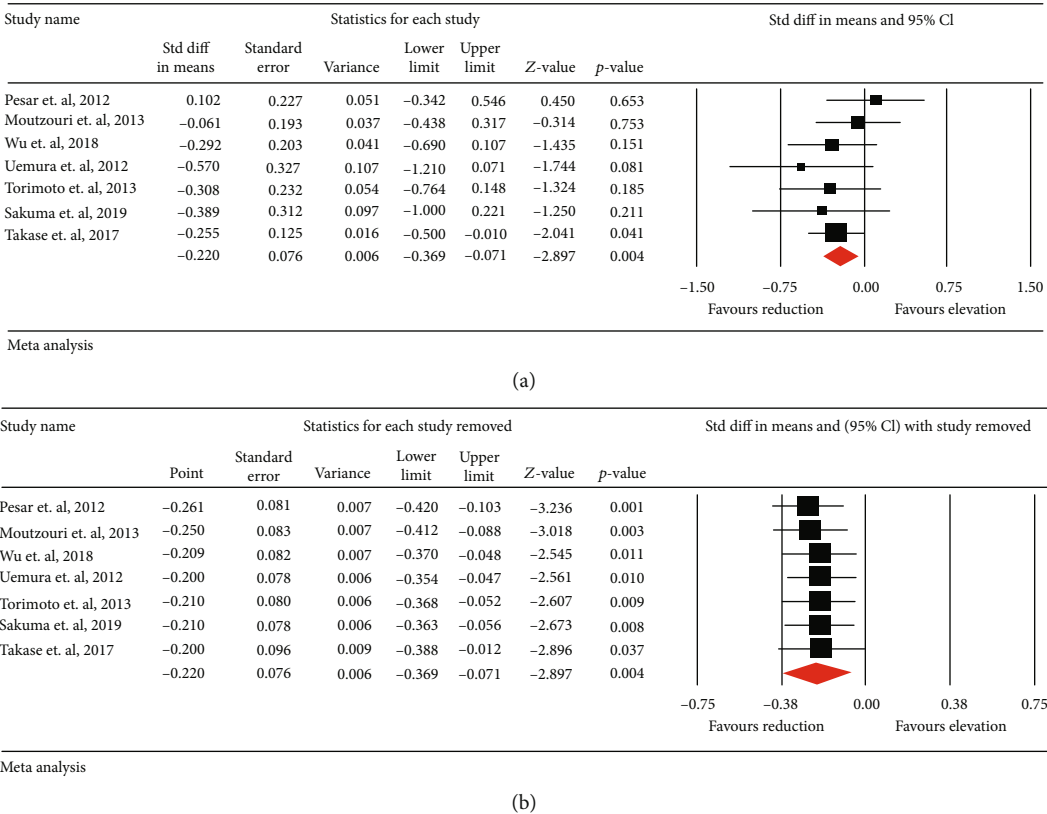 Study name Statistics for each study Std diff in means and 95% Cl
Std diff in means Standard error Variance Lower limit Upper limit Z-value p-value
Pesar et. al, 2012 0.102 0.227 0.051 –0.342 0.546 0.450 0.653
Moutzouri et. al, 2013 –0.061 0.193 0.037 –0.438 0.317 –0.314 0.753
Wu et. al, 2018 –0.292 0.203 0.041 –0.690 0.107 –1.435 0.151
Uemura et. al, 2012 –0.570 0.327 0.107 –1.210 0.071 –1.744 0.081
Torimoto et. al, 2013 –0.308 0.232 0.054 –0.764 0.148 –1.324 0.185
Sakuma et. al, 2019 –0.389 0.312 0.097 –1.000 0.221 –1.250 0.211
Takase et. al, 2017 –0.255 0.125 0.016 –0.500 –0.010 –2.041 0.041
–0.220 0.076 0.006 –0.369 –0.071 –2.897 0.004
–1.50 –0.75 0.00 0.75 1.50
Favours reduction Favours elevation
Meta analysis
(a)
Study name Statistics for each study removed Std diff in means and (95% Cl) with study removed
Point Standard error Variance Lower limit Upper limit Z-value p-value
Pesar et. al, 2012 –0.261 0.081 0.007 –0.420 –0.103 –3.236 0.001
Moutzouri et. al, 2013 –0.250 0.083 0.007 –0.412 –0.088 –3.018 0.003
Wu et. al, 2018 –0.209 0.082 0.007 –0.370 –0.048 –2.545 0.011
Uemura et. al, 2012 –0.200 0.078 0.006 –0.354 –0.047 –2.561 0.010
Torimoto et. al, 2013 –0.210 0.080 0.006 –0.368 –0.052 –2.607 0.009
Sakuma et. al, 2019 –0.210 0.078 0.006 –0.363 –0.056 –2.673 0.008
Takase et. al, 2017 –0.200 0.096 0.009 –0.388 –0.012 –2.896 0.037
–0.220 0.076 0.006 –0.369 –0.071 –2.897 0.004
–0.75 –0.38 0.00 0.38 0.75
Favours reduction Favours elevation
Meta analysis
(b)